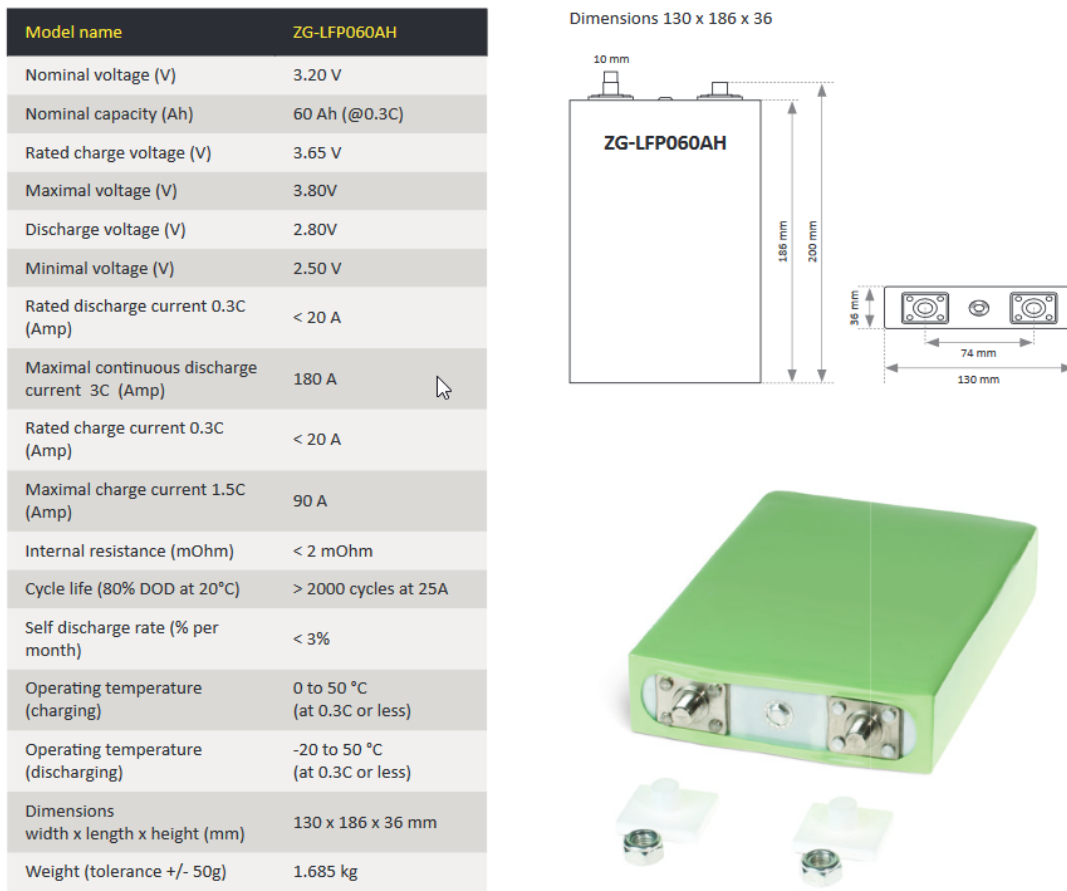 Model name ZG-LFP060AH
Nominal voltage (V) 3.20 V
Nominal capacity (Ah) 60 Ah (@0.3C)
Rated charge voltage (V) 3.65 V
Maximal voltage (V) 3.80V
Discharge voltage (V) 2.80V
Minimal voltage (V) 2.50 V
Rated discharge current 0.3C
(Amp) < 20 A
Maximal continuous discharge
current 3C (Amp) 180 A
Rated charge current 0.3C
(Amp) < 20 A
Maximal charge current 1.5C
(Amp) 90 A
Internal resistance (mOhm) < 2 mOhm
Cycle life (80% DOD at 20°C) > 2000 cycles at 25A
Self discharge rate (% per
month) < 3%
Operating temperature
(charging) 0 to 50 °C
(at 0.3C or less)
Operating temperature
(discharging) -20 to 50 °C
(at 0.3C or less)
Dimensions
width x length x height (mm) 130 x 186 x 36 mm
Weight (tolerance +/- 50g) 1.685 kg
Dimensions 130 x 186 x 36
10 mm
ZG-LFP060AH
186 mm
200 mm
36 mm
74 mm
130 mm